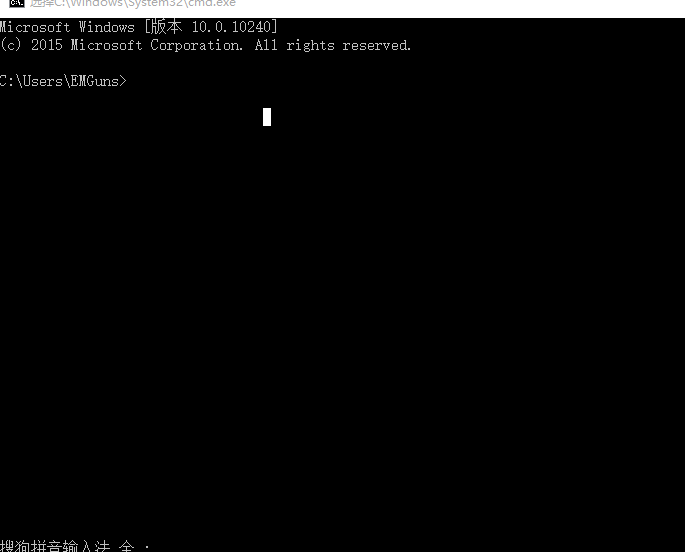 选择C:\Windows\System32\cmd.exe
Microsoft Windows [版本 10.0.10240]
(c) 2015 Microsoft Corporation. All rights reserved.
C:\Users\EMGuns>
搜狗拼音输入法 全 :